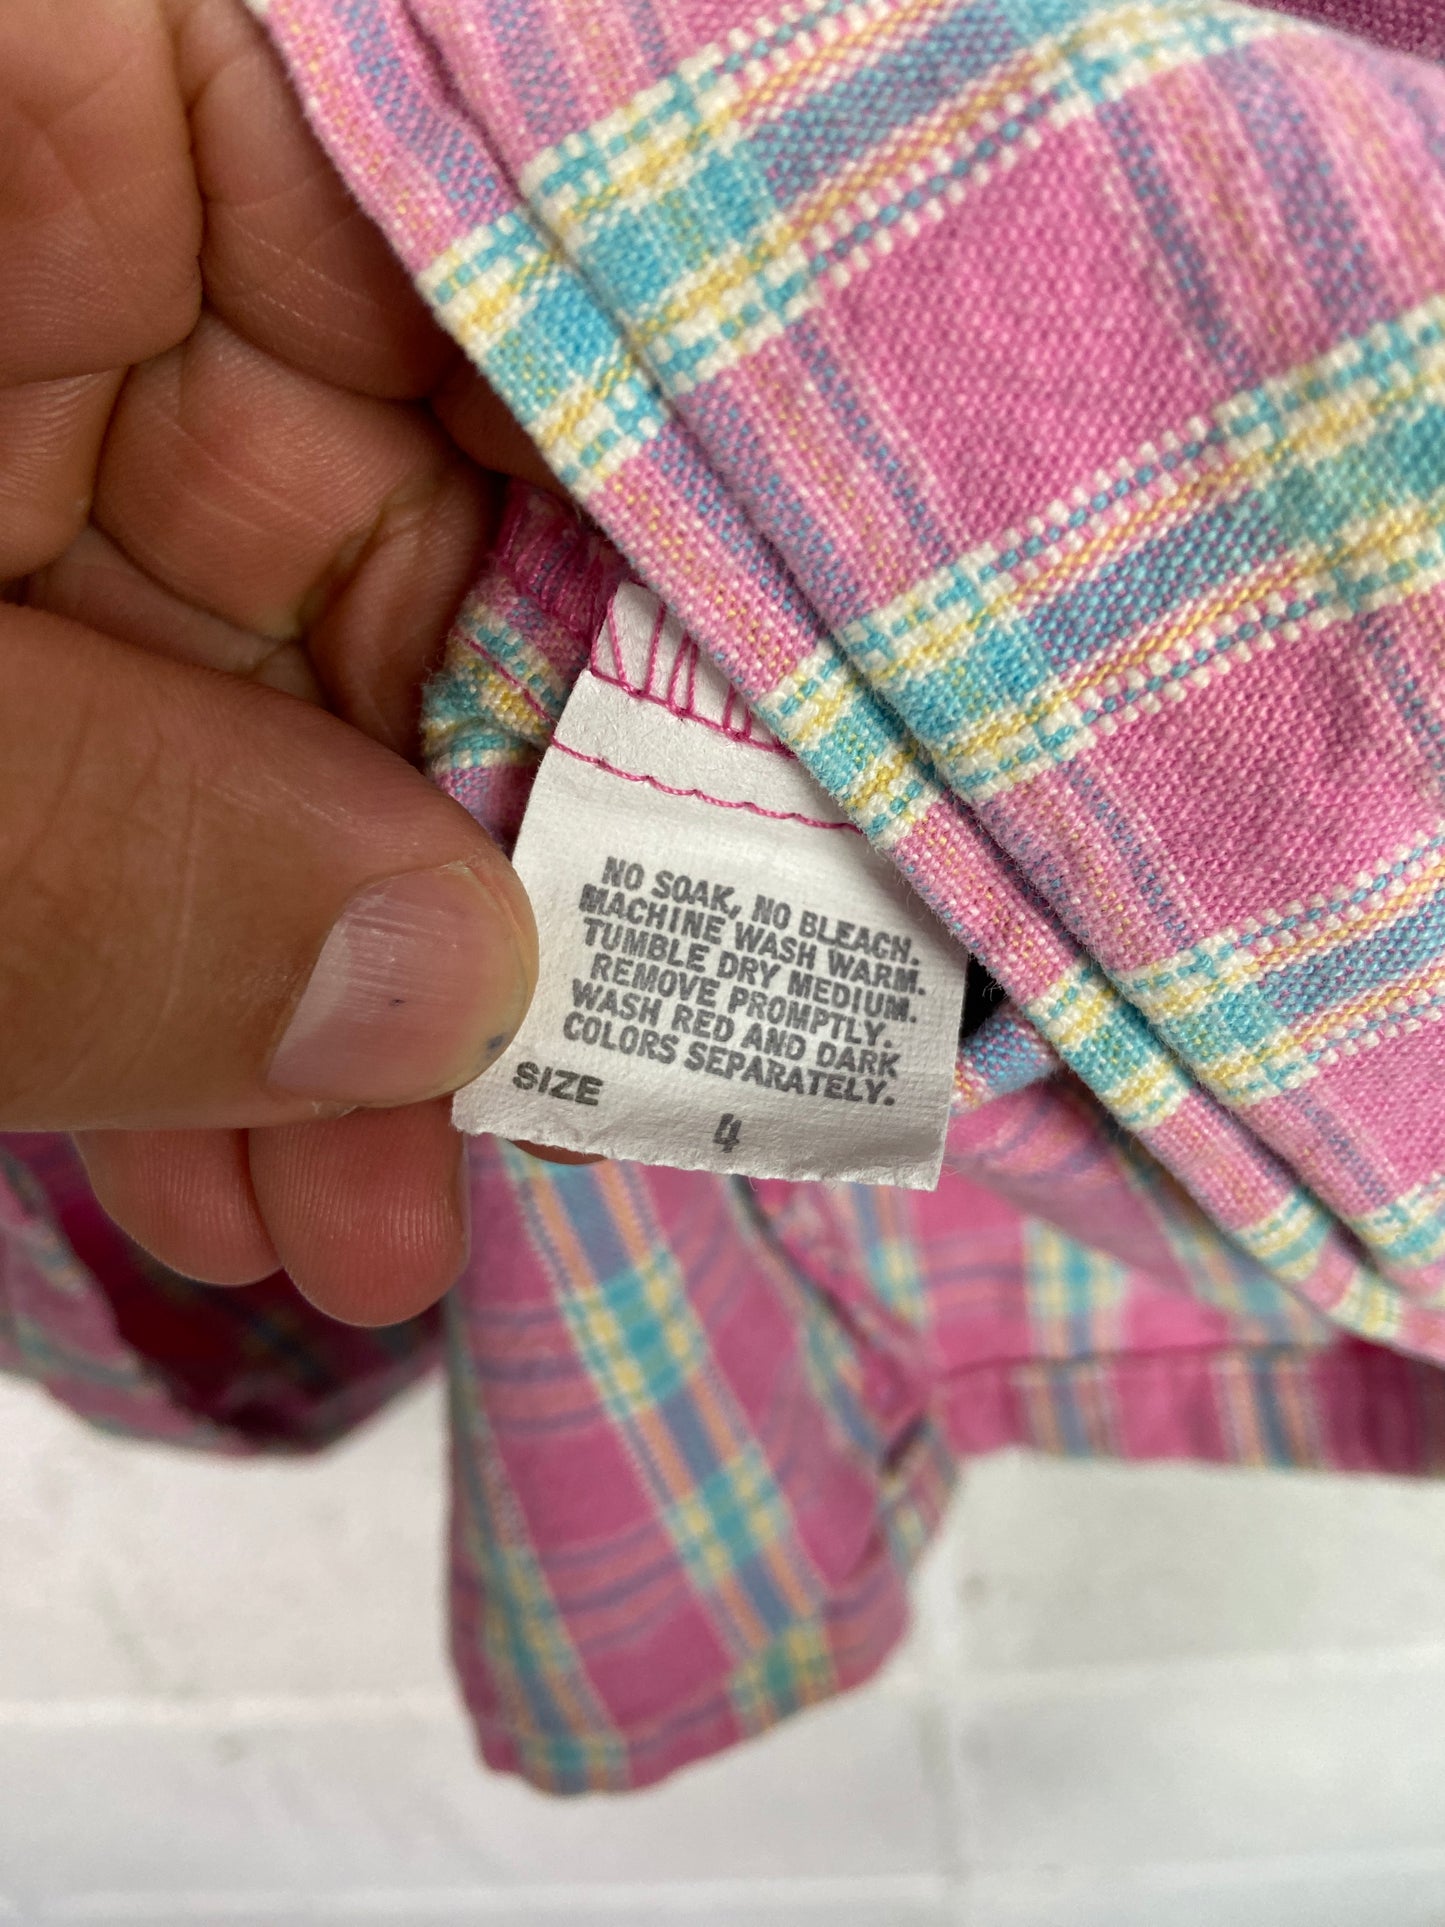 NO SOAK, NO BLEACH.
MACHINE WASH WARM.
TUMBLE DRY MEDIUM.
REMOVE PROMPTLY.
WASH RED AND DARK
COLORS SEPARATELY.
SIZE 4